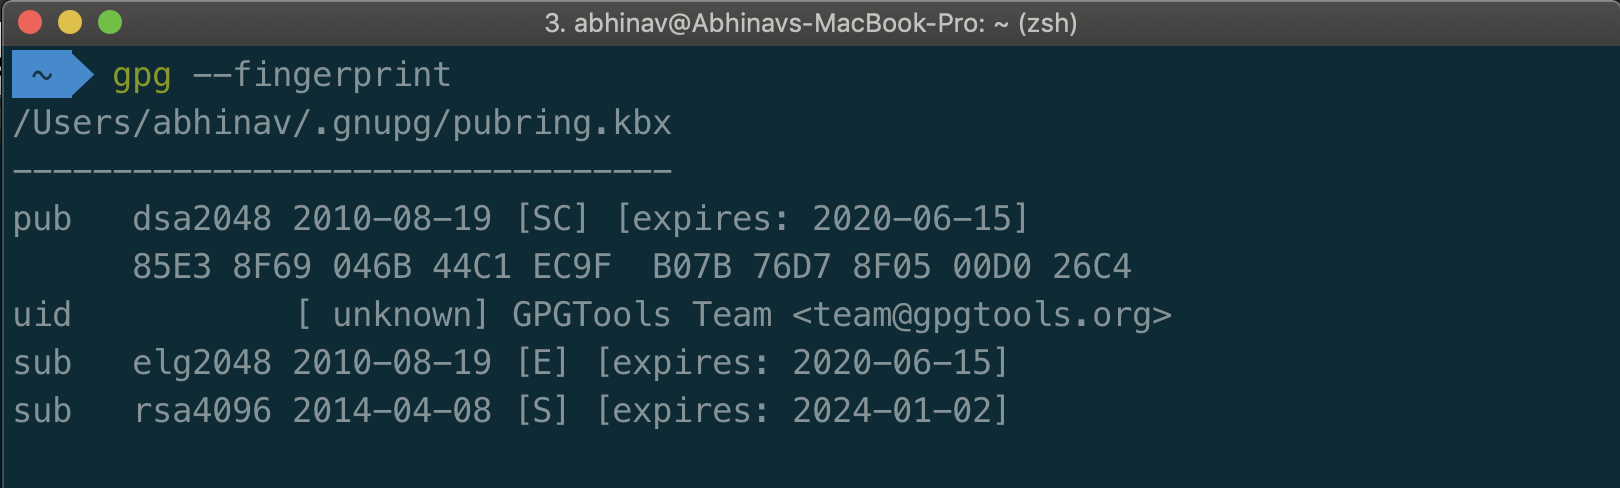 3. abhinav@Abhinavs-MacBook-Pro: ~ (zsh)
~ gpg --fingerprint
/Users/abhinav/.gnupg/pubring.kbx
---------------------------------
pub   dsa2048 2010-08-19 [SC] [expires: 2020-06-15]
      85E3 8F69 046B 44C1 EC9F  B07B 76D7 8F05 00D0 26C4
uid           [ unknown] GPGTools Team <team@gpgtools.org>
sub   elg2048 2010-08-19 [E] [expires: 2020-06-15]
sub   rsa4096 2014-04-08 [S] [expires: 2024-01-02]